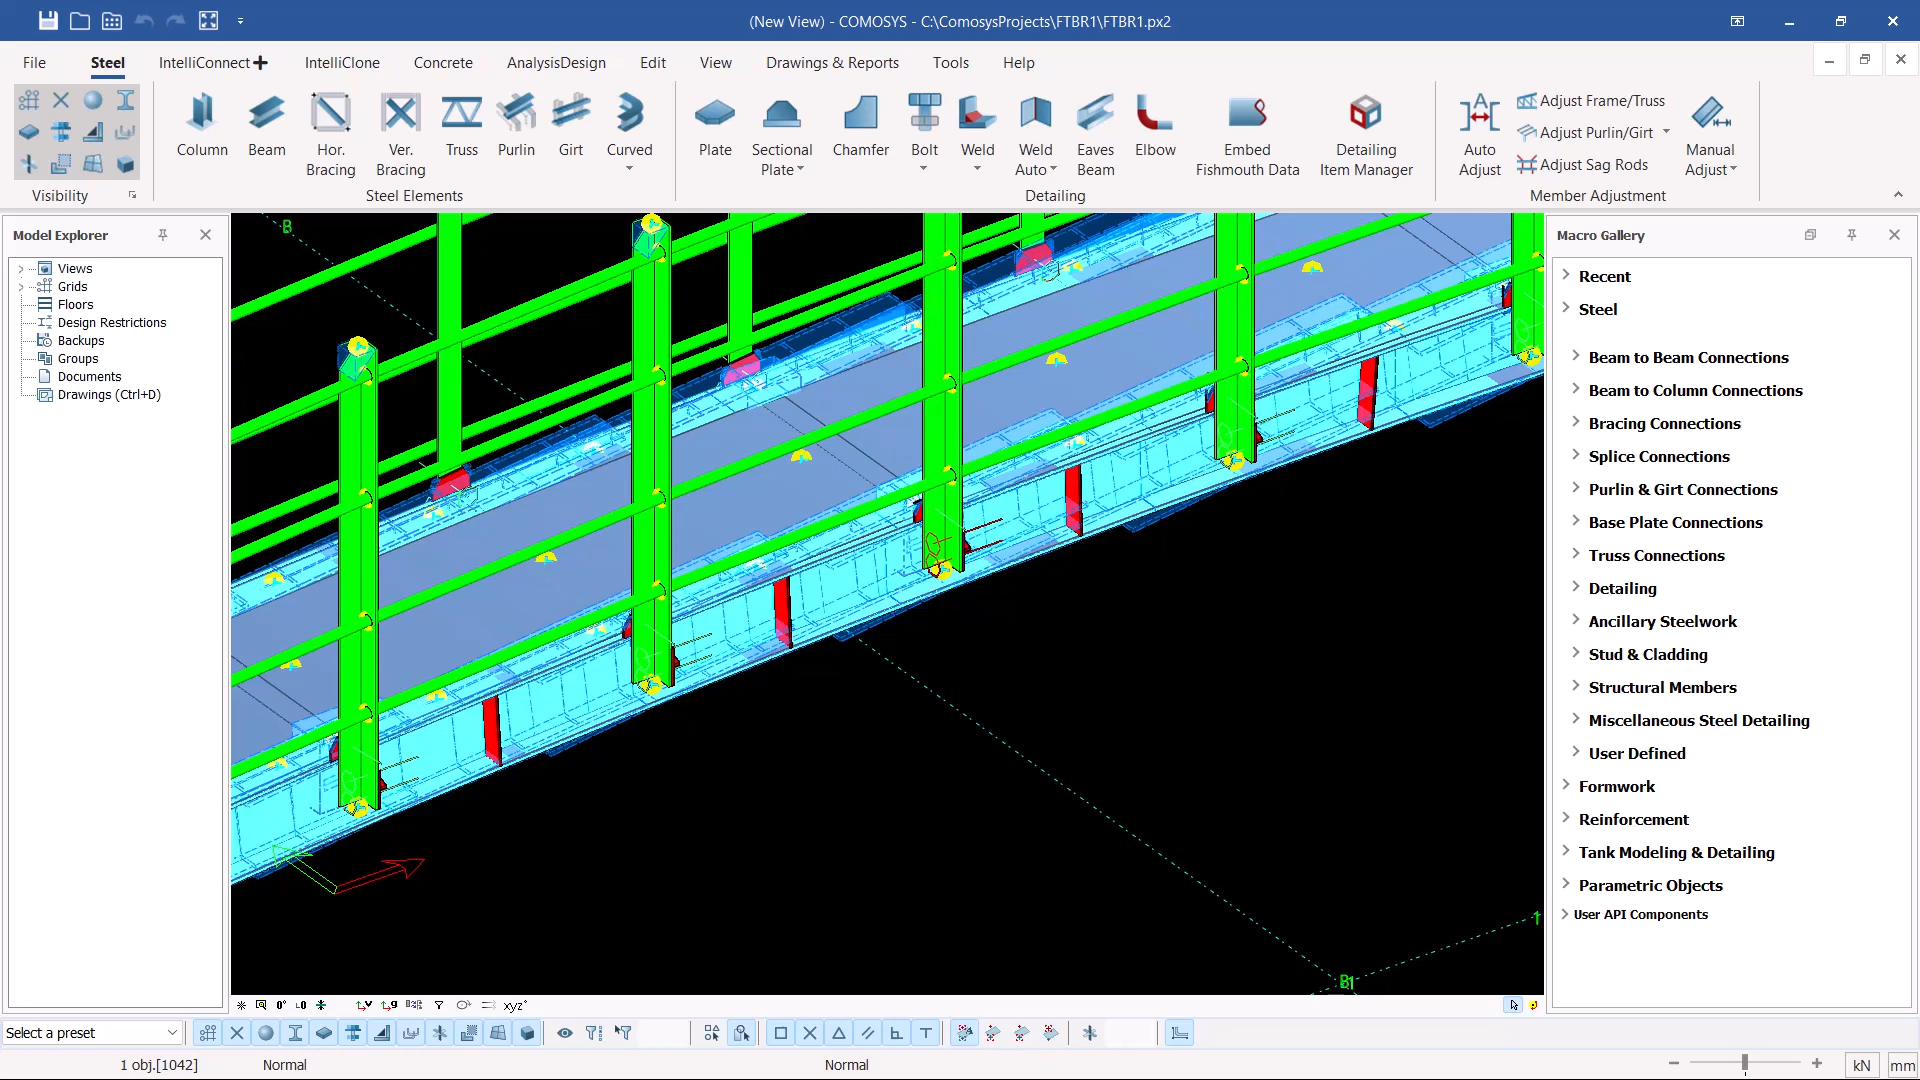 (New View) - COMOSYS - C:\ComosysProjects\FTBR1\FTBR1.px2
File Steel IntelliConnect IntelliClone Concrete AnalysisDesign Edit View Drawings & Reports Tools Help
Column
Beam
Hor.
Bracing
Ver.
Bracing
Truss
Purlin
Girt
Curved
Plate
Sectional
Plate
Chamfer
Bolt
Weld
Weld
Auto
Eaves
Beam
Elbow
Embed
Fishmouth Data
Detailing
Item Manager
Auto
Adjust
Adjust Frame/Truss
Adjust Purlin/Girt
Adjust Sag Rods
Manual
Adjust
Visibility
Steel Elements
Detailing
Member Adjustment
Model Explorer
Views
Grids
Floors
Design Restrictions
Backups
Groups
Documents
Drawings (Ctrl+D)
B
B1
1
Macro Gallery
Recent
Steel
Beam to Beam Connections
Beam to Column Connections
Bracing Connections
Splice Connections
Purlin & Girt Connections
Base Plate Connections
Truss Connections
Detailing
Ancillary Steelwork
Stud & Cladding
Structural Members
Miscellaneous Steel Detailing
User Defined
Formwork
Reinforcement
Tank Modeling & Detailing
Parametric Objects
User API Components
xyz
Select a preset
1 obj.[1042]
Normal
Normal
kN
mm